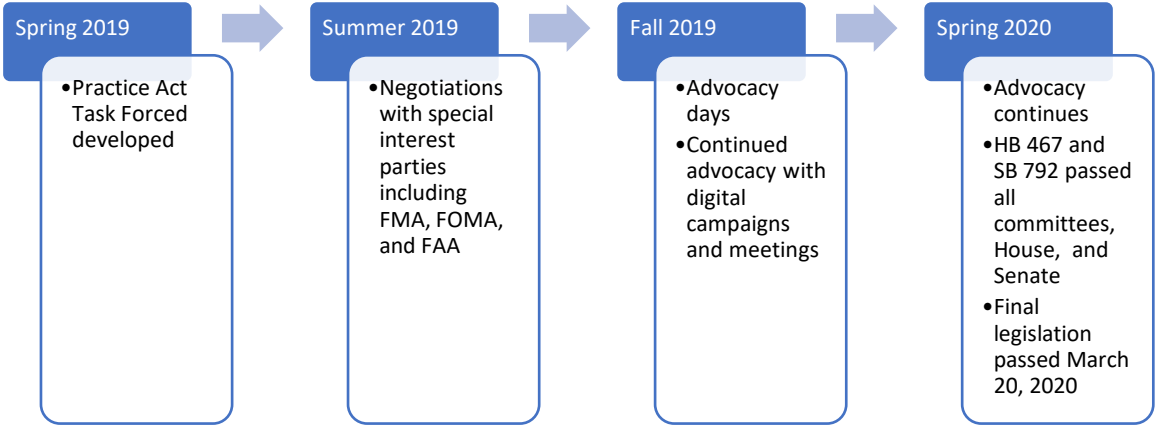 Spring 2019
•Practice Act
Task Forced
developed
Summer 2019
•Negotiations
with special
interest
parties
including
FMA, FOMA,
and FAA
Fall 2019
•Advocacy
days
•Continued
advocacy with
digital
campaigns
and meetings
Spring 2020
•Advocacy
continues
•HB 467 and
SB 792 passed
all
committees,
House, and
Senate
•Final
legislation
passed March
20, 2020